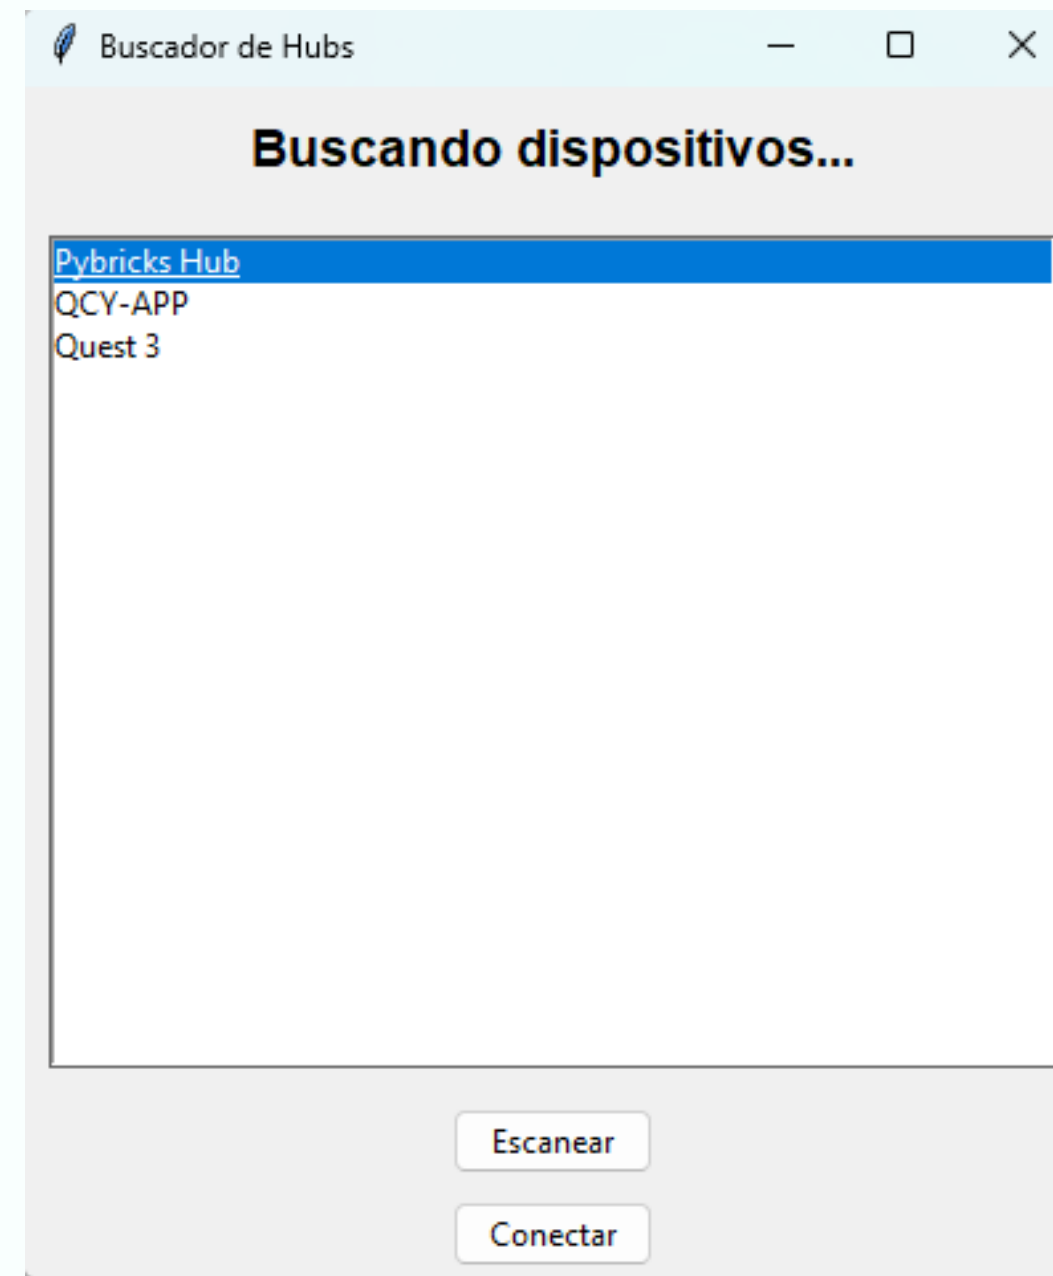 Buscador de Hubs
Buscando dispositivos...
Pybricks Hub
QCY-APP
Quest 3
Escanear
Conectar